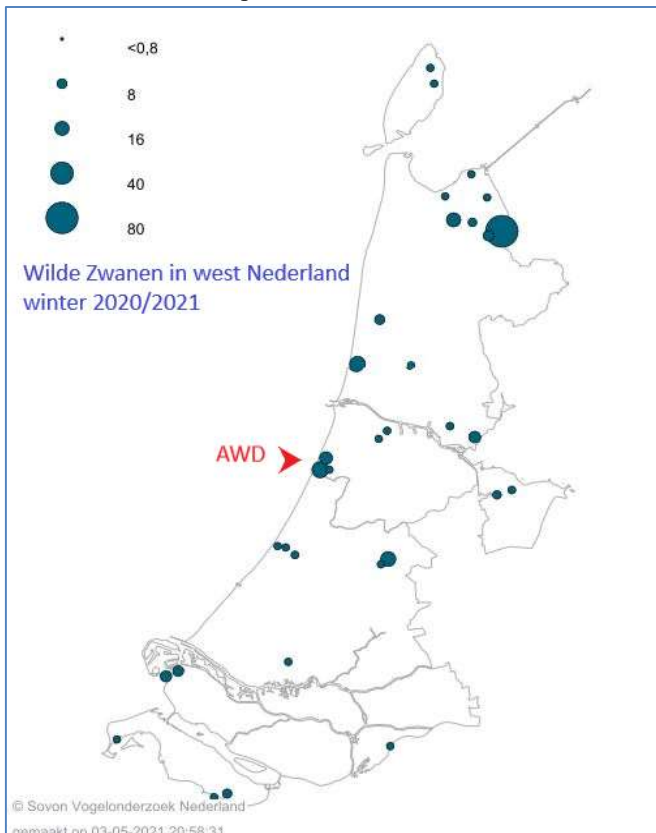 <0,8
8
16
40
80
Wilde Zwanen in west Nederland
winter 2020/2021
AWD
© Sovon Vogelonderzoek Nederland
gemaakt op 03-05-2021 20:58:31